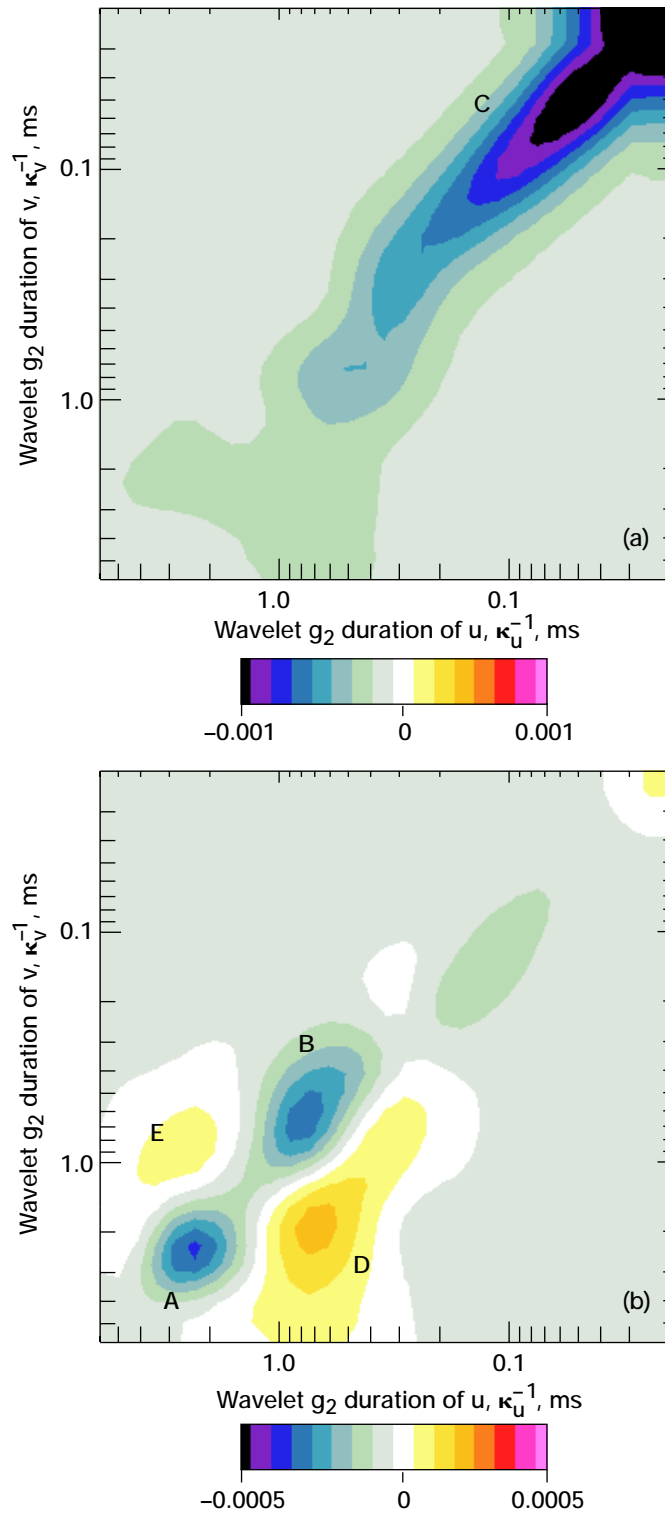 C
0.1
1.0
Wavelet g₂ duration of v, κᵥ⁻¹, ms
(a)
1.0 0.1
Wavelet g₂ duration of u, κᵤ⁻¹, ms
−0.001 0 0.001
0.1
B
E
1.0
Wavelet g₂ duration of v, κᵥ⁻¹, ms
D
A
(b)
1.0 0.1
Wavelet g₂ duration of u, κᵤ⁻¹, ms
−0.0005 0 0.0005